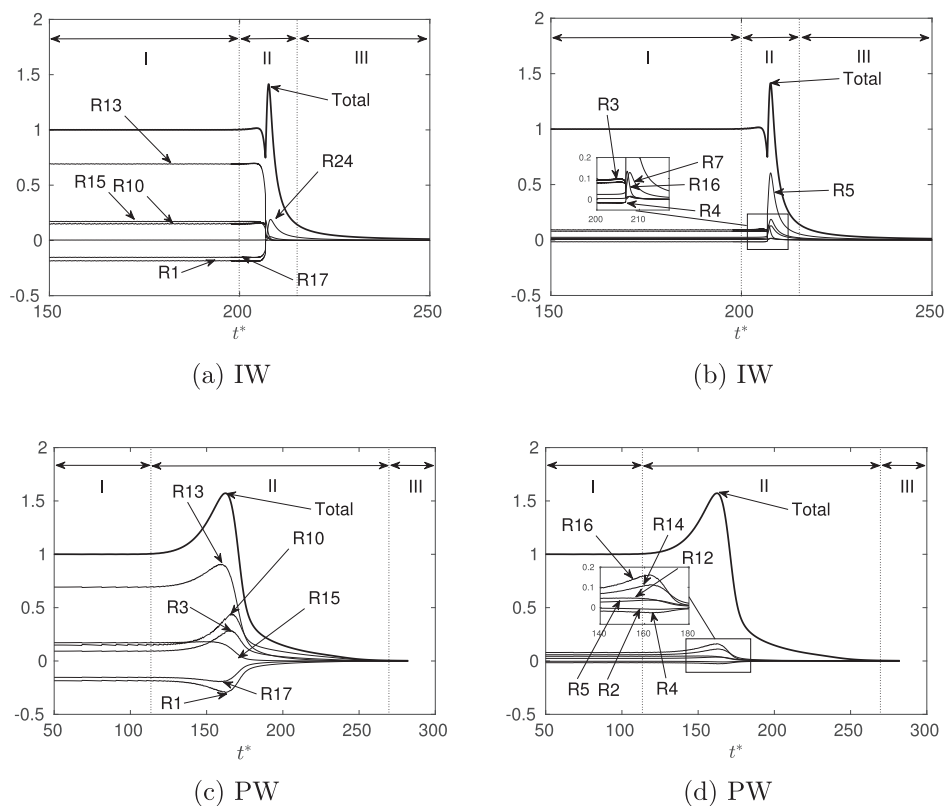 2
I II III
1.5
Total
R13
1
R24
0.5
R15 R10
0
R1 R17
-0.5
150 200 250
t*
(a) IW
2
I II III
1.5
Total
R3
1
0.2
R7
0.1
R16
R5
0
R4
200 210
0.5
0
-0.5
150 200 250
t*
(b) IW
2
I II III
R13
1.5
Total
R10
1
R3
R15
0.5
0
R17
R1
-0.5
50 100 150 200 250 300
t*
(c) PW
2
I II III
1.5
Total
R16 R14
R12
1
0.2
0.1
0
140 160 180
0.5
R5 R2 R4
0
-0.5
50 100 150 200 250 300
t*
(d) PW